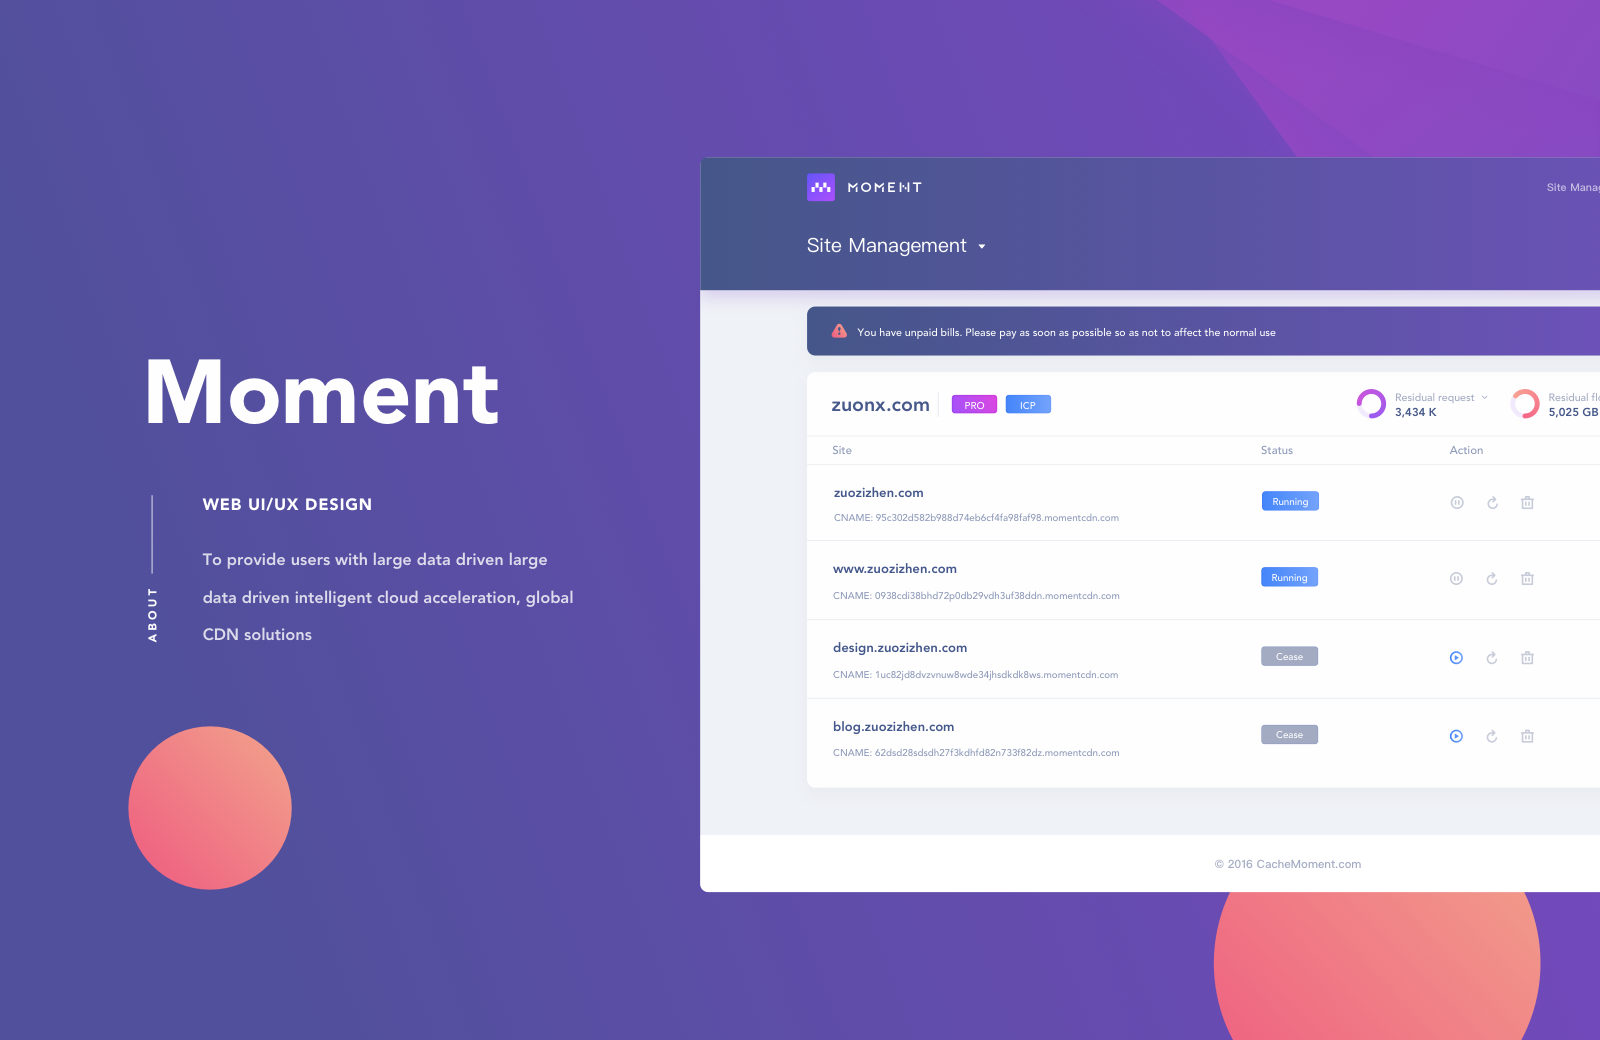 Moment
WEB UI/UX DESIGN
To provide users with large data driven large
data driven intelligent cloud acceleration, global
CDN solutions
ABOUT
MOMENT
Site Manag
Site Management
You have unpaid bills. Please pay as soon as possible so as not to affect the normal use
zuonx.com PRO ICP
Residual request
3,434 K
Residual flo
5,025 GB
Site Status Action
zuozizhen.com
Running
CNAME: 95c302d582b988d74eb6cf4fa98faf98.momentcdn.com
www.zuozizhen.com
Running
CNAME: 0938cdi38bhd72p0db29vdh3uf38ddn.momentcdn.com
design.zuozizhen.com
Cease
CNAME: 1uc82jd8dvzvnuw8wde34jhsdkdk8ws.momentcdn.com
blog.zuozizhen.com
Cease
CNAME: 62dsd28sdsdh27f3kdhfd82n733f82dz.momentcdn.com
© 2016 CacheMoment.com